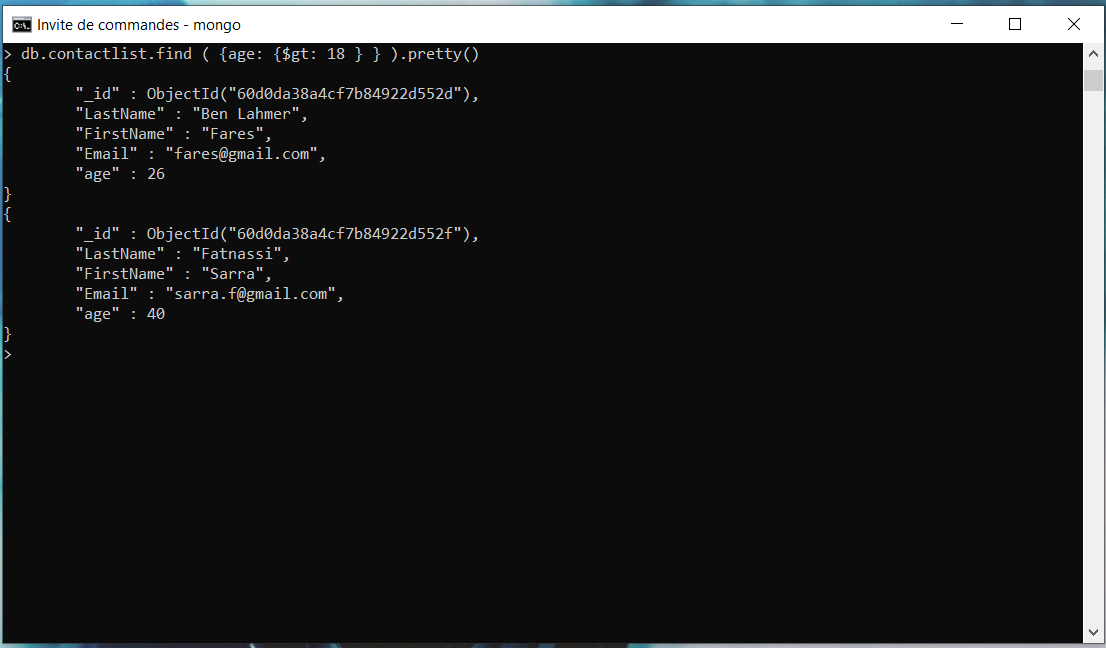 Invite de commandes - mongo
> db.contactlist.find ( {age: {$gt: 18 } } ).pretty()
{
        "_id" : ObjectId("60d0da38a4cf7b84922d552d"),
        "LastName" : "Ben Lahmer",
        "FirstName" : "Fares",
        "Email" : "fares@gmail.com",
        "age" : 26
}
{
        "_id" : ObjectId("60d0da38a4cf7b84922d552f"),
        "LastName" : "Fatnassi",
        "FirstName" : "Sarra",
        "Email" : "sarra.f@gmail.com",
        "age" : 40
}
>